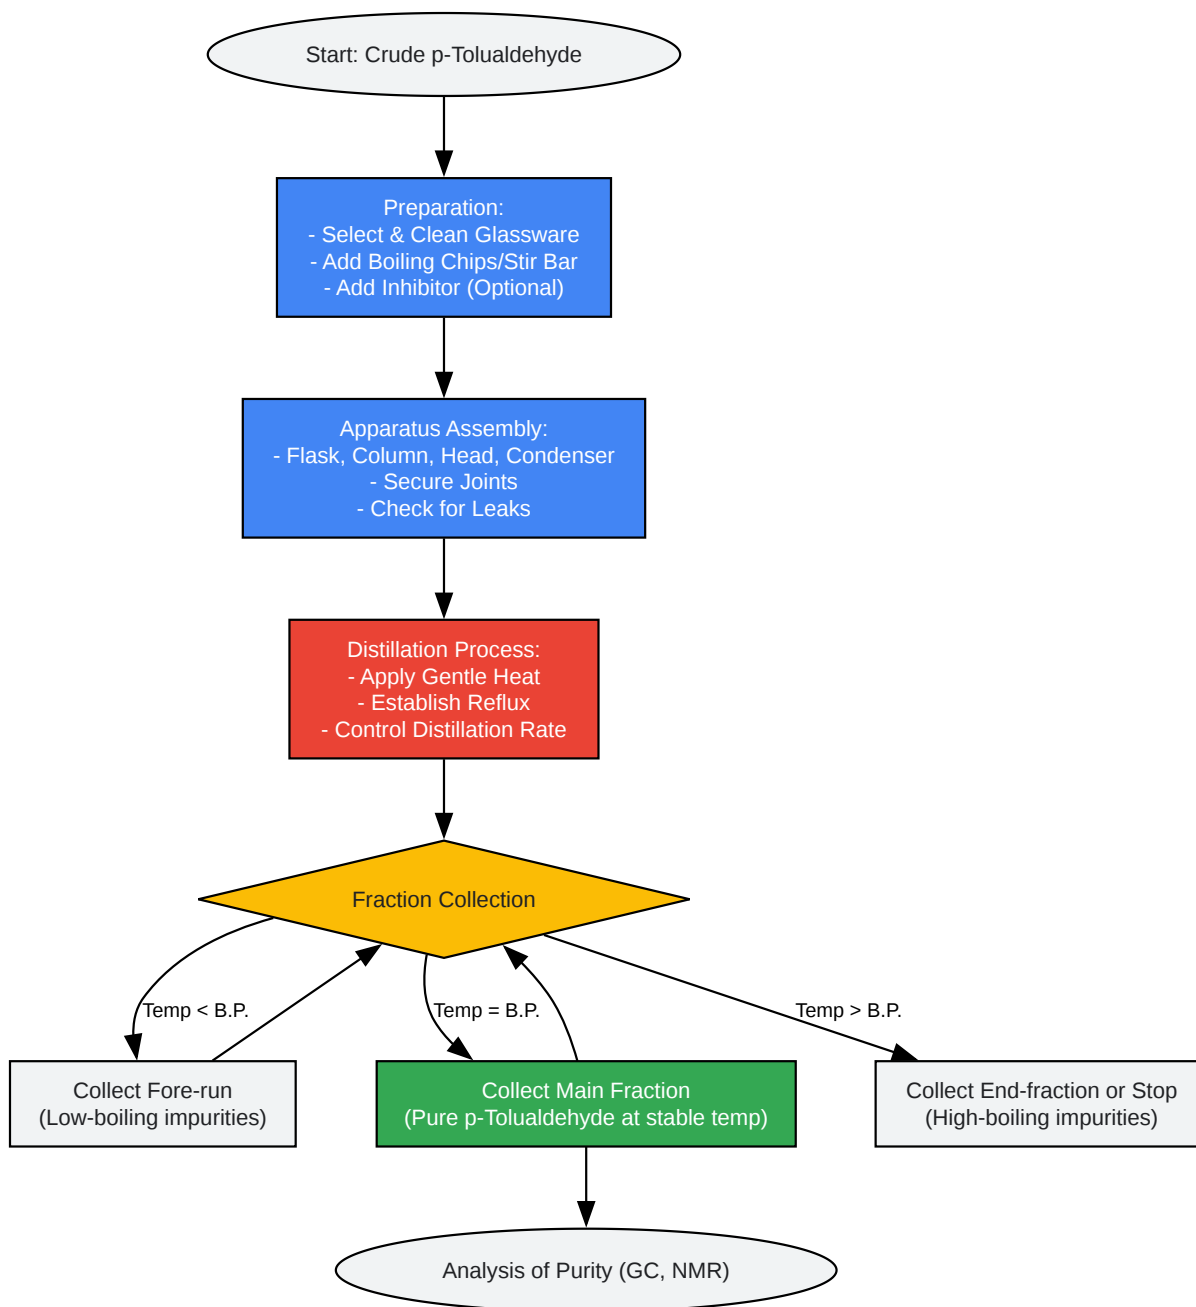 Start: Crude p-Tolualdehyde
Preparation:
- Select & Clean Glassware
- Add Boiling Chips/Stir Bar
- Add Inhibitor (Optional)
Apparatus Assembly:
- Flask, Column, Head, Condenser
- Secure Joints
- Check for Leaks
Distillation Process:
- Apply Gentle Heat
- Establish Reflux
- Control Distillation Rate
Fraction Collection
Temp < B.P.
Temp = B.P.
Temp > B.P.
Collect Fore-run
(Low-boiling impurities)
Collect Main Fraction
(Pure p-Tolualdehyde at stable temp)
Collect End-fraction or Stop
(High-boiling impurities)
Analysis of Purity (GC, NMR)